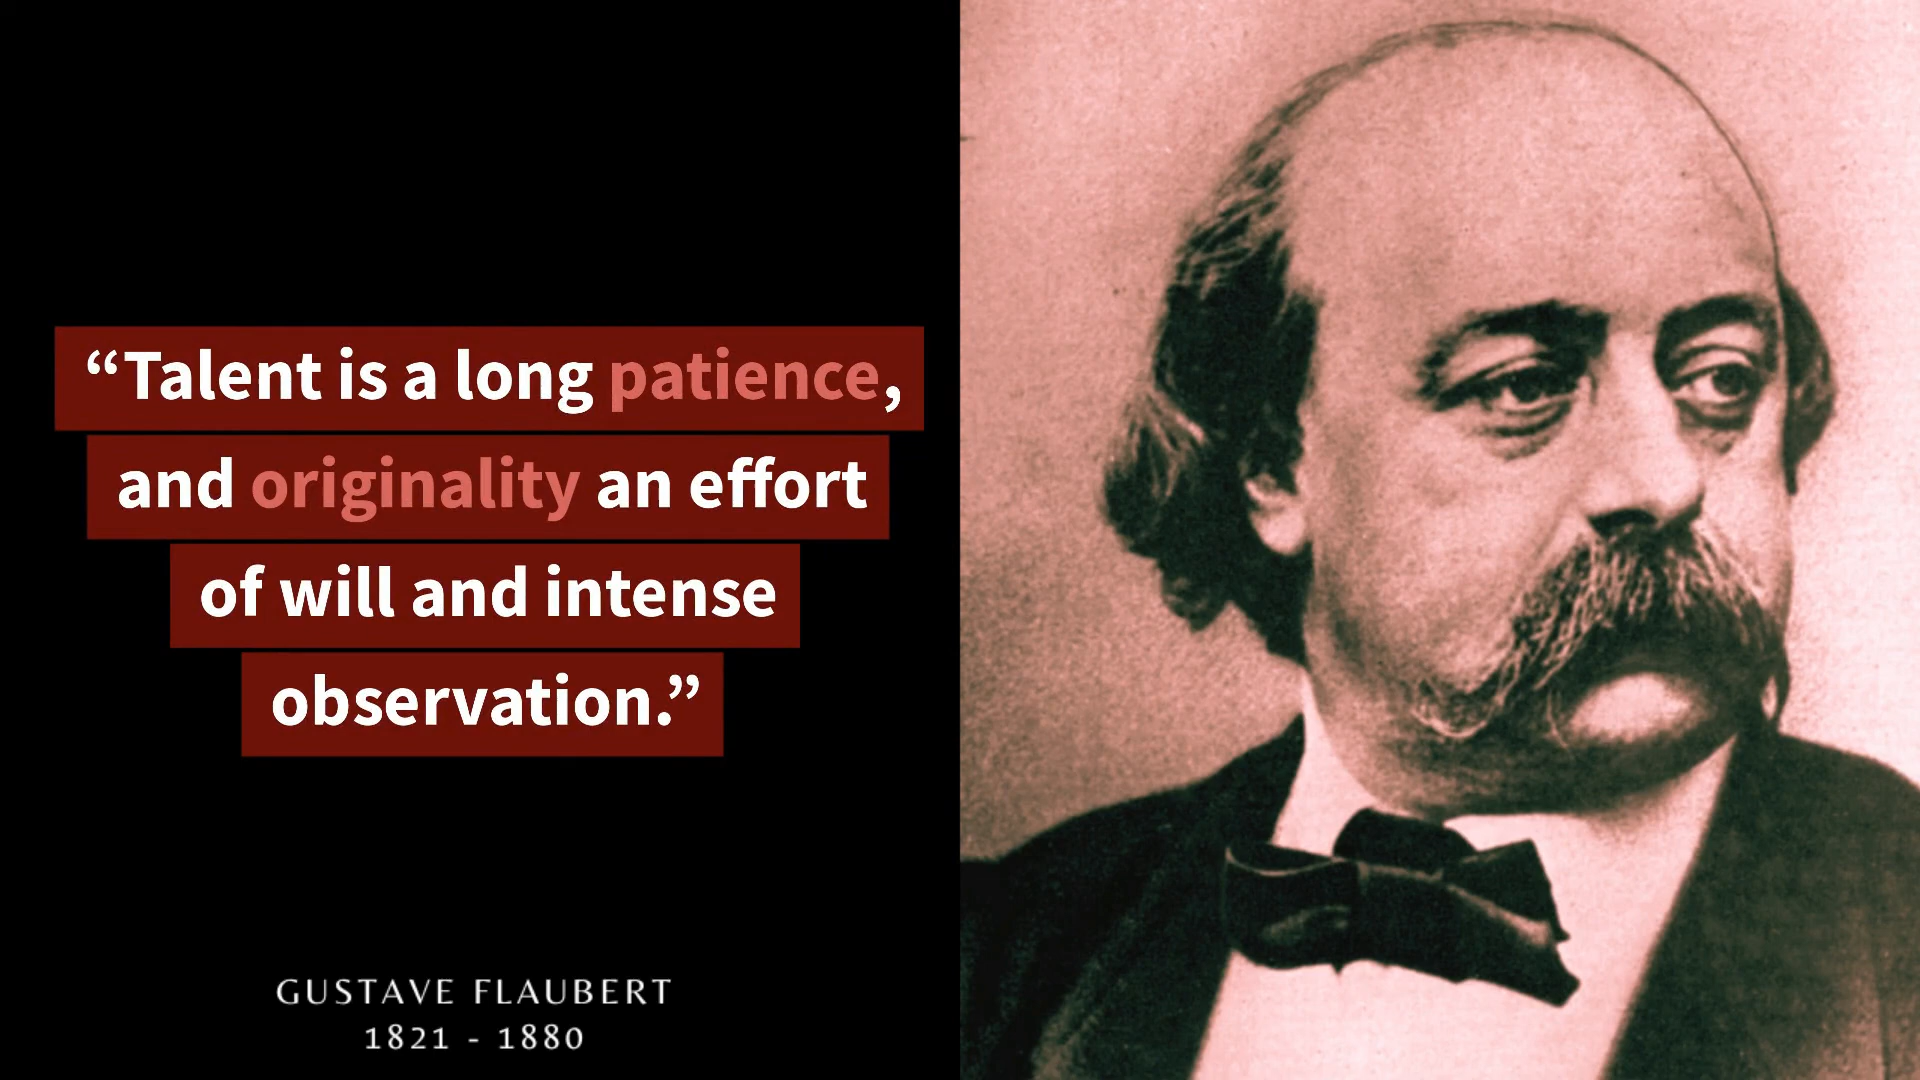 “Talent is a long patience,
and originality an effort
of will and intense
observation.”
GUSTAVE FLAUBERT
1821 - 1880